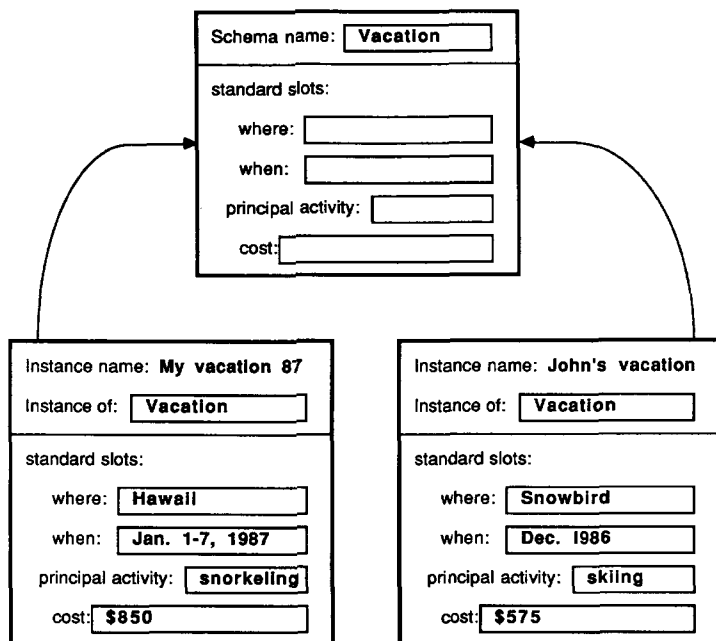 Schema name: Vacation
standard slots:
where:
when:
principal activity:
cost:
Instance name: My vacation 87
Instance of: Vacation
standard slots:
where: Hawaii
when: Jan. 1-7, 1987
principal activity: snorkeling
cost: $850
Instance name: John's vacation
Instance of: Vacation
standard slots:
where: Snowbird
when: Dec. 1986
principal activity: skiing
cost: $575